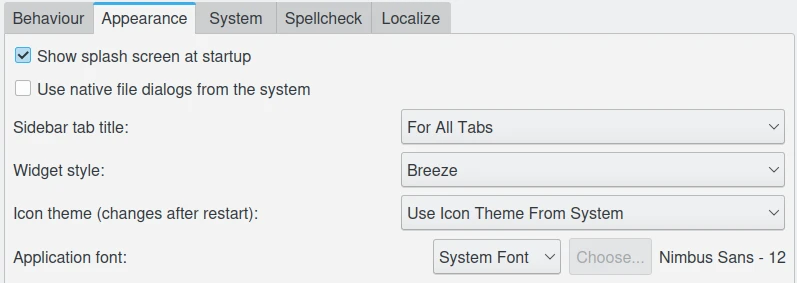 Behaviour Appearance System Spellcheck Localize
Show splash screen at startup
Use native file dialogs from the system
Sidebar tab title: For All Tabs
Widget style: Breeze
Icon theme (changes after restart): Use Icon Theme From System
Application font: System Font Choose... Nimbus Sans - 12